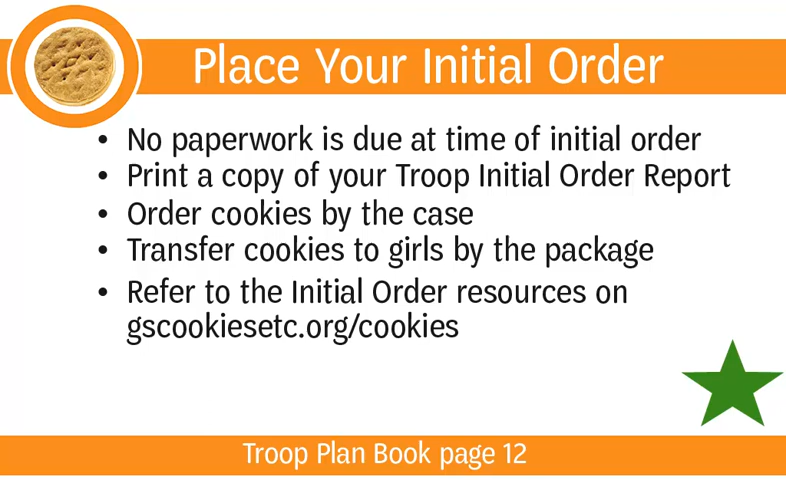 Place Your Initial Order
• No paperwork is due at time of initial order
• Print a copy of your Troop Initial Order Report
• Order cookies by the case
• Transfer cookies to girls by the package
• Refer to the Initial Order resources on
gscookiesetc.org/cookies
Troop Plan Book page 12